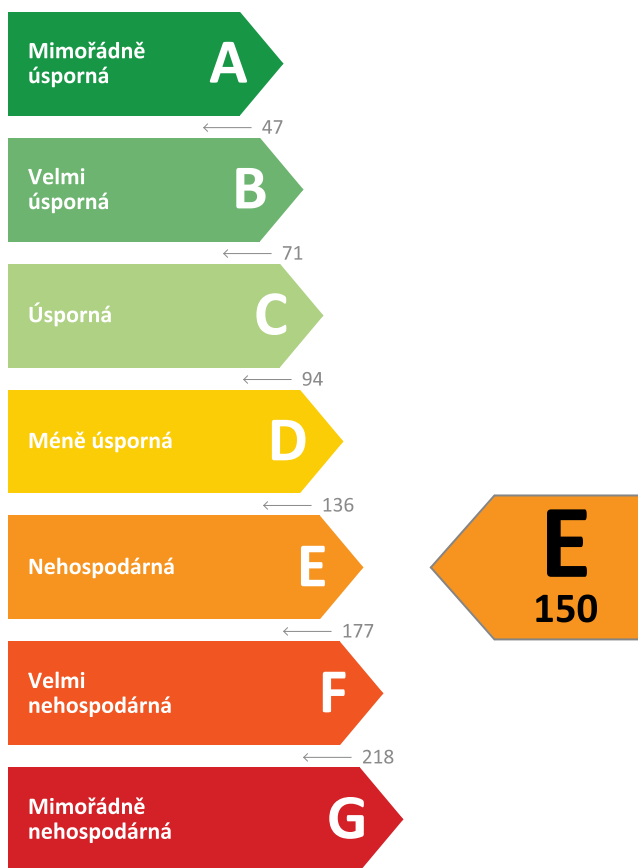 Mimořádně
úsporná
A
47
Velmi
úsporná
B
71
Úsporná
C
94
Méně úsporná
D
136
Nehospodárná
E
E
150
177
Velmi
nehospodárná
F
218
Mimořádně
nehospodárná
G